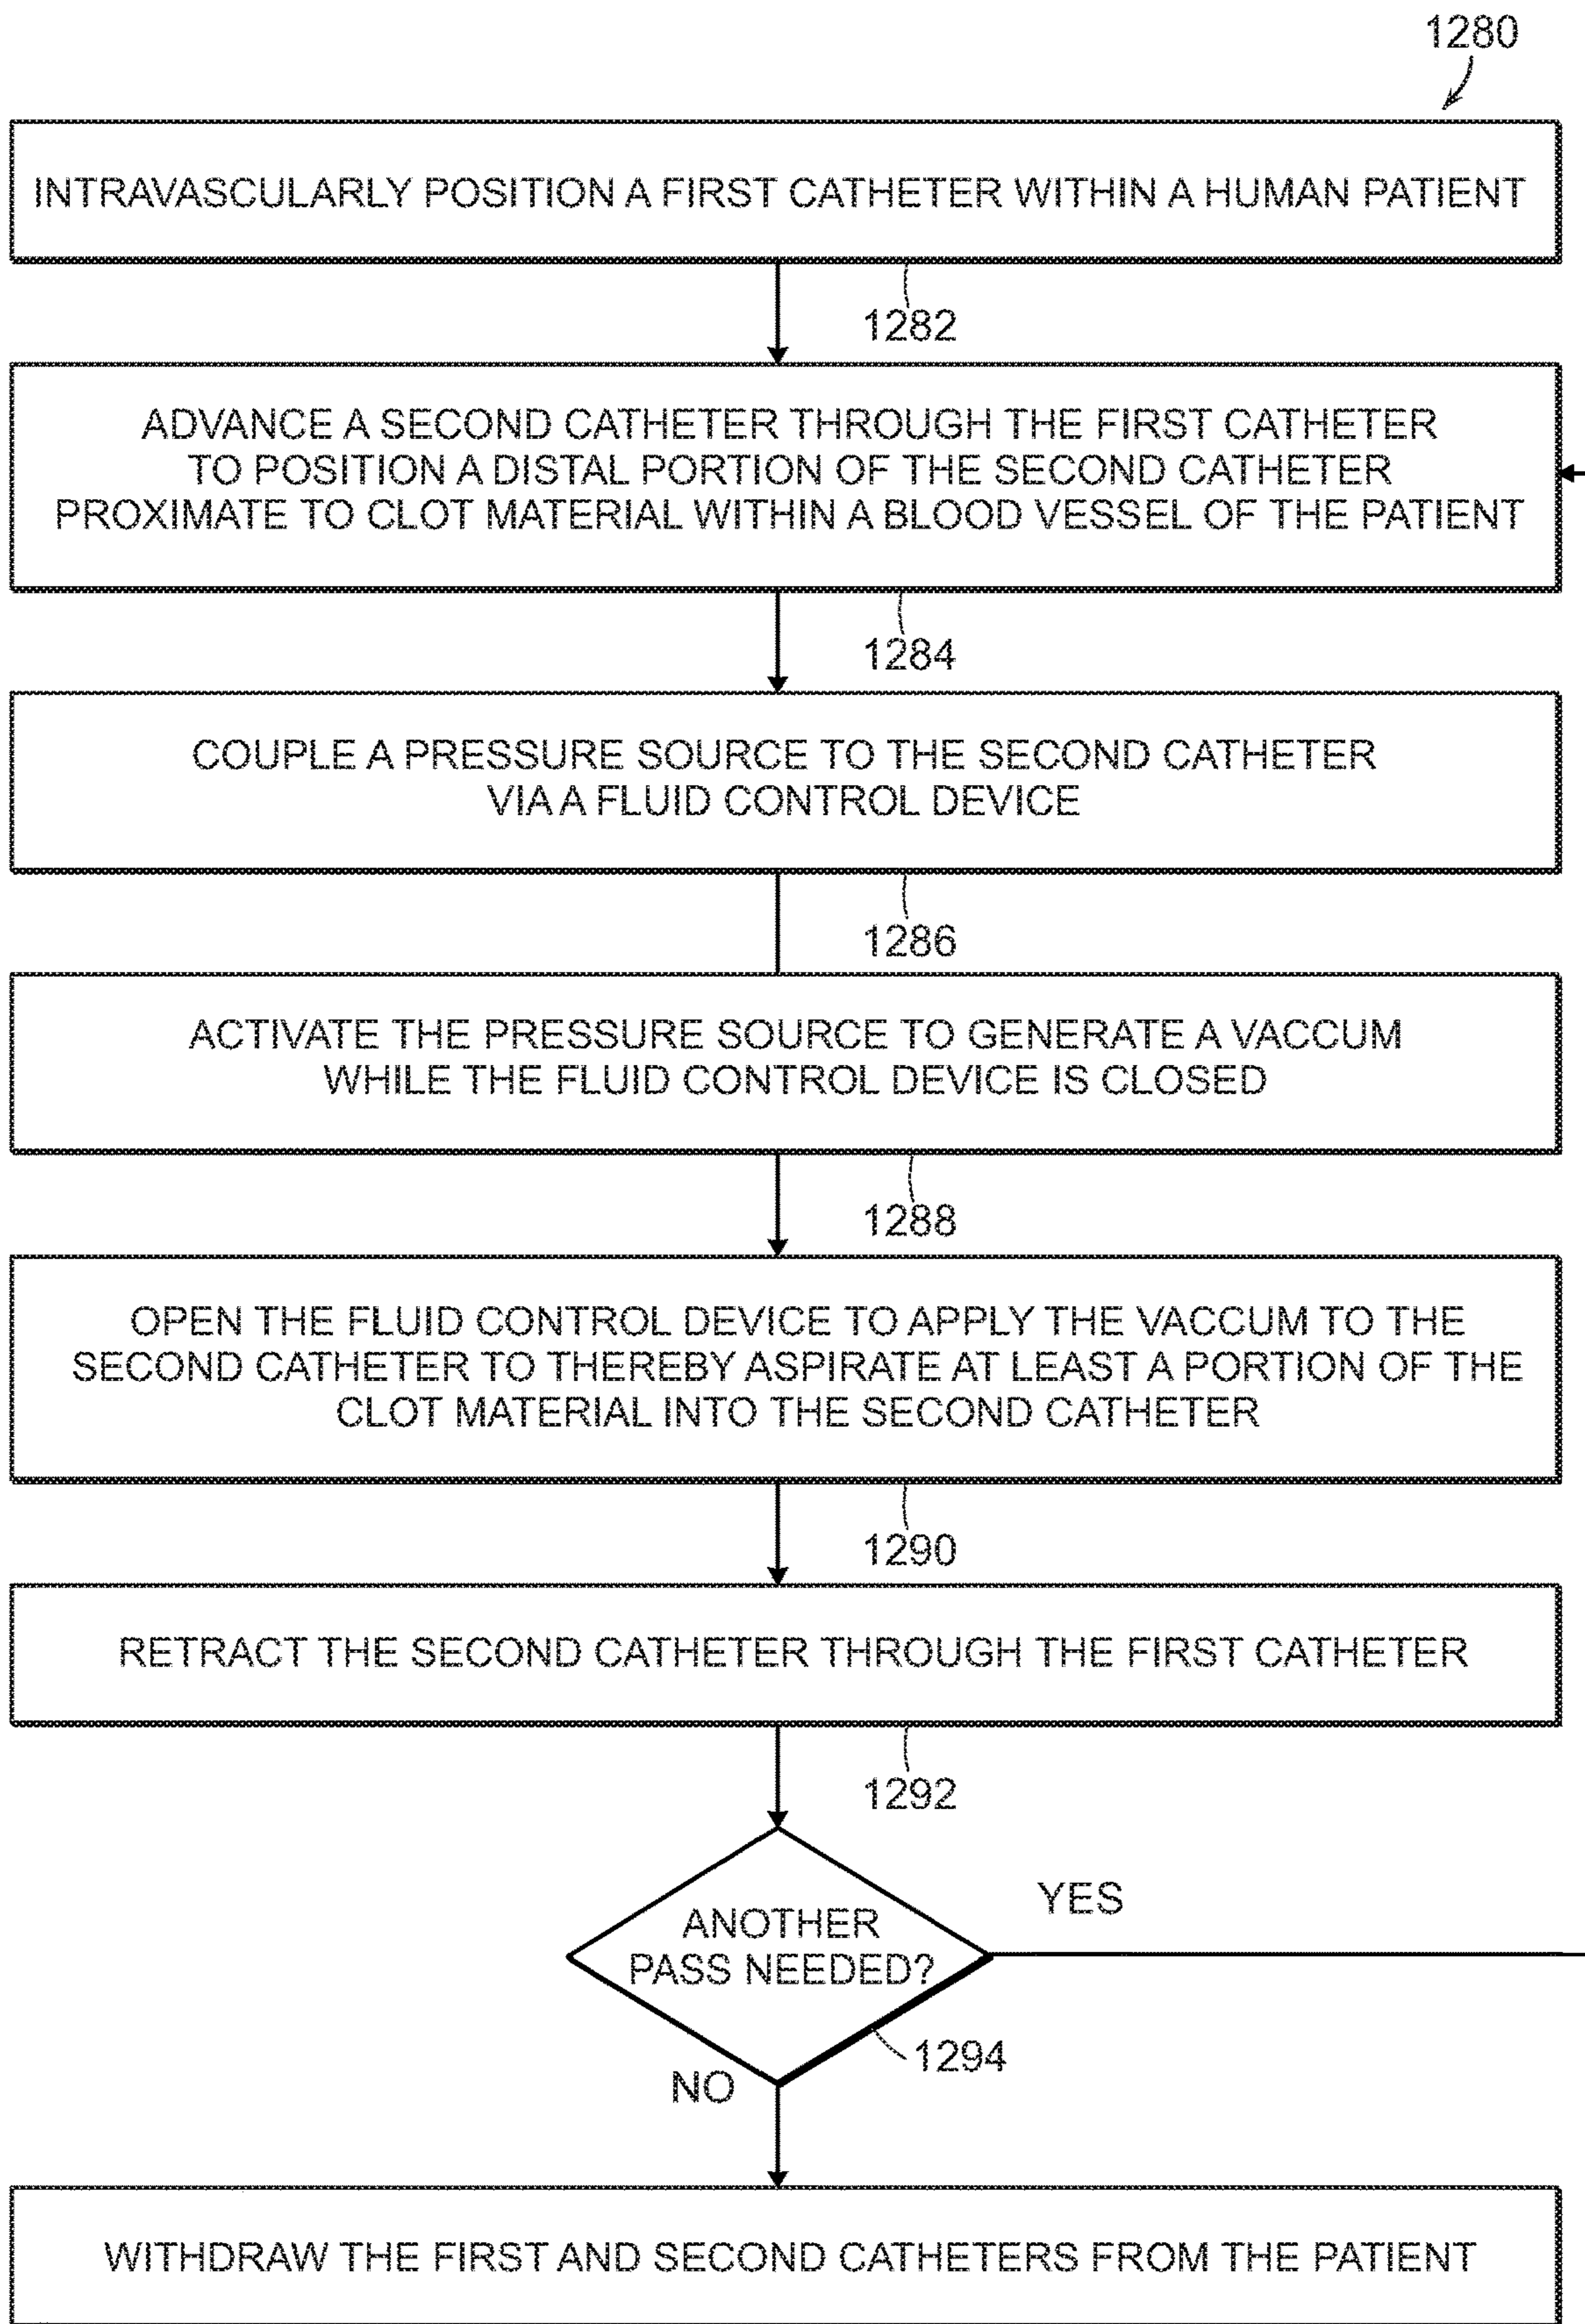 1280
INTRAVASCULARLY POSITION A FIRST CATHETER WITHIN A HUMAN PATIENT
1282
ADVANCE A SECOND CATHETER THROUGH THE FIRST CATHETER
TO POSITION A DISTAL PORTION OF THE SECOND CATHETER
PROXIMATE TO CLOT MATERIAL WITHIN A BLOOD VESSEL OF THE PATIENT
1284
COUPLE A PRESSURE SOURCE TO THE SECOND CATHETER
VIA A FLUID CONTROL DEVICE
1286
ACTIVATE THE PRESSURE SOURCE TO GENERATE A VACCUM
WHILE THE FLUID CONTROL DEVICE IS CLOSED
1288
OPEN THE FLUID CONTROL DEVICE TO APPLY THE VACCUM TO THE
SECOND CATHETER TO THEREBY ASPIRATE AT LEAST A PORTION OF THE
CLOT MATERIAL INTO THE SECOND CATHETER
1290
RETRACT THE SECOND CATHETER THROUGH THE FIRST CATHETER
1292
YES
ANOTHER
PASS NEEDED?
1294
NO
WITHDRAW THE FIRST AND SECOND CATHETERS FROM THE PATIENT